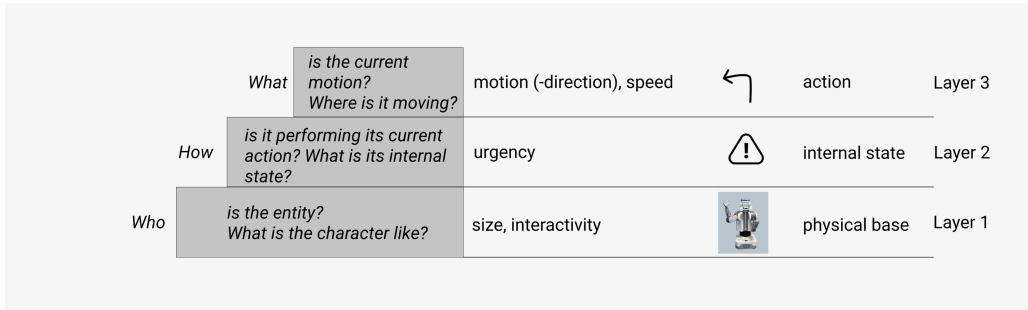 What
is the current
motion?
Where is it moving?
motion (-direction), speed
action
Layer 3
How
is it performing its current
action? What is its internal
state?
urgency
internal state
Layer 2
Who
is the entity?
What is the character like?
size, interactivity
physical base
Layer 1